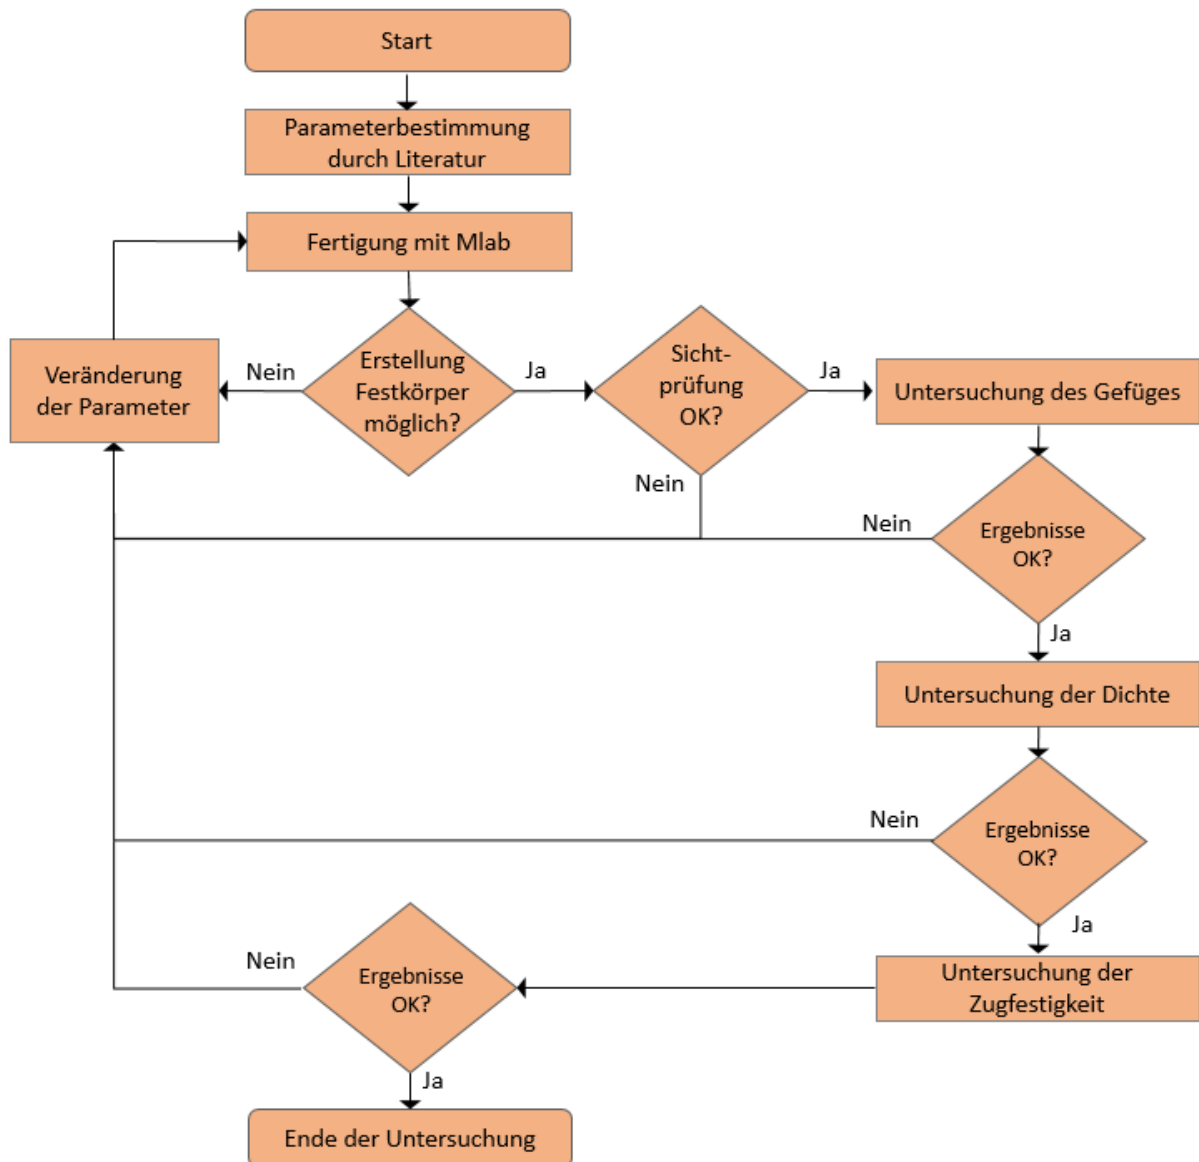 Start
Parameterbestimmung
durch Literatur
Fertigung mit Mlab
Erstellung
Festkörper
möglich?
Nein
Veränderung
der Parameter
Ja
Sicht-
prüfung
OK?
Nein
Ja
Untersuchung des Gefüges
Ergebnisse
OK?
Nein
Ja
Untersuchung der Dichte
Ergebnisse
OK?
Nein
Ja
Untersuchung der
Zugfestigkeit
Ergebnisse
OK?
Nein
Ja
Ende der Untersuchung